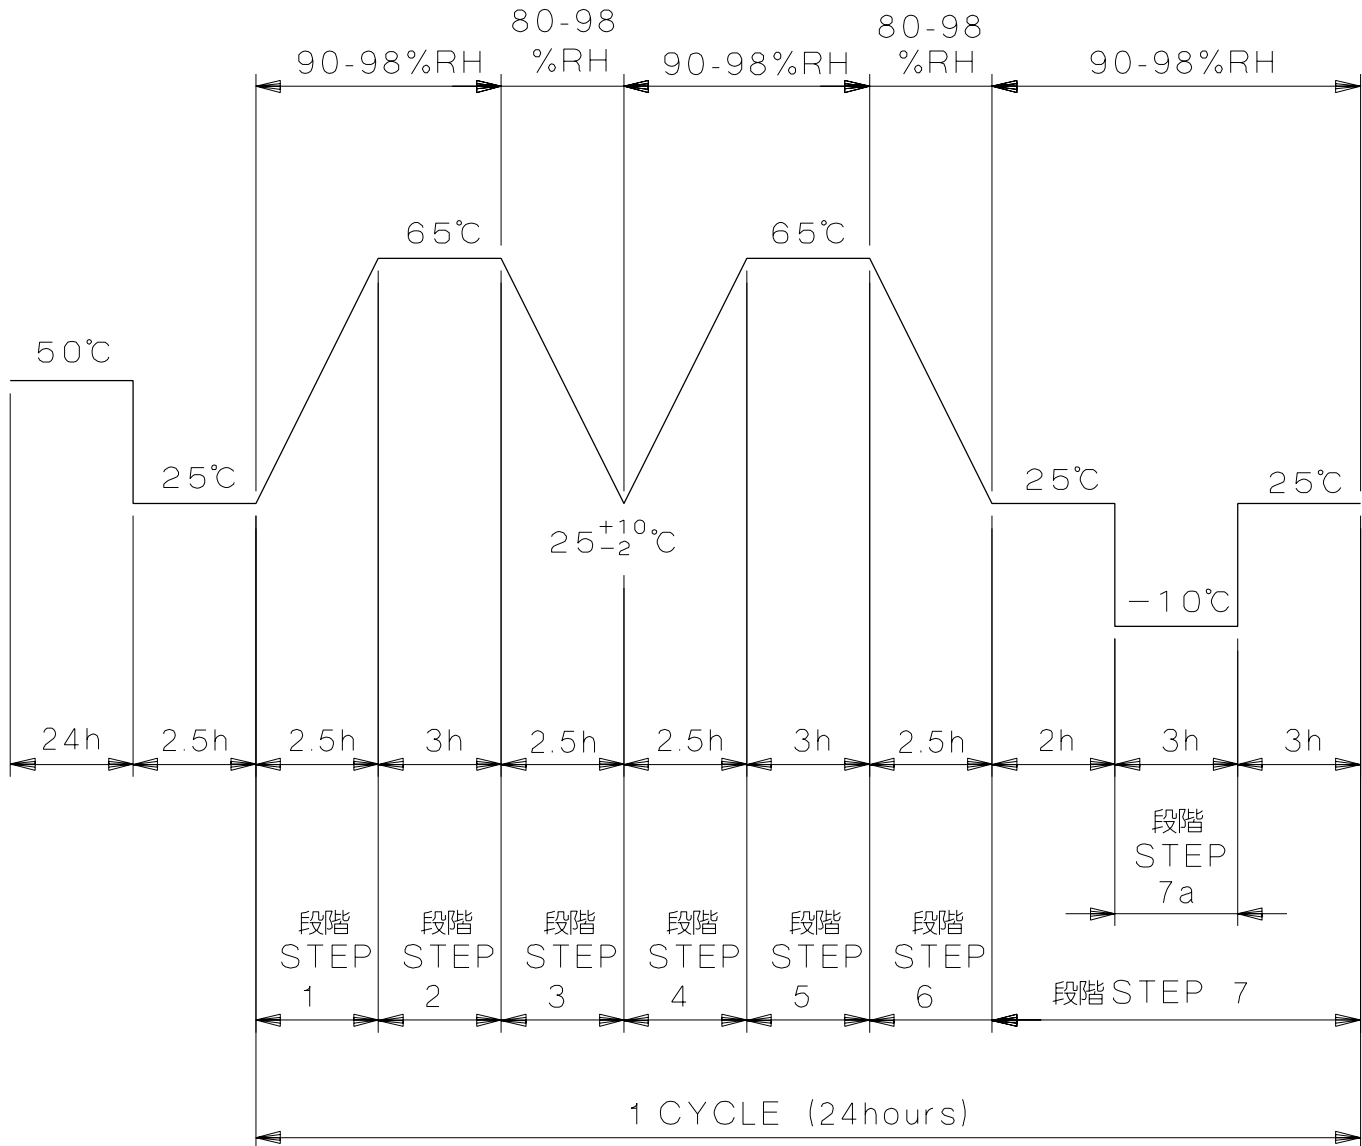 80-98
%RH
80-98
%RH
90-98%RH
90-98%RH
90-98%RH
65℃
65℃
50℃
25℃
25℃
25℃
25+10-2℃
−10℃
24h
2.5h
2.5h
3h
2.5h
2.5h
3h
2.5h
2h
3h
3h
段階
STEP
7a
段階
STEP
1
段階
STEP
2
段階
STEP
3
段階
STEP
4
段階
STEP
5
段階
STEP
6
段階STEP 7
1 CYCLE (24hours)